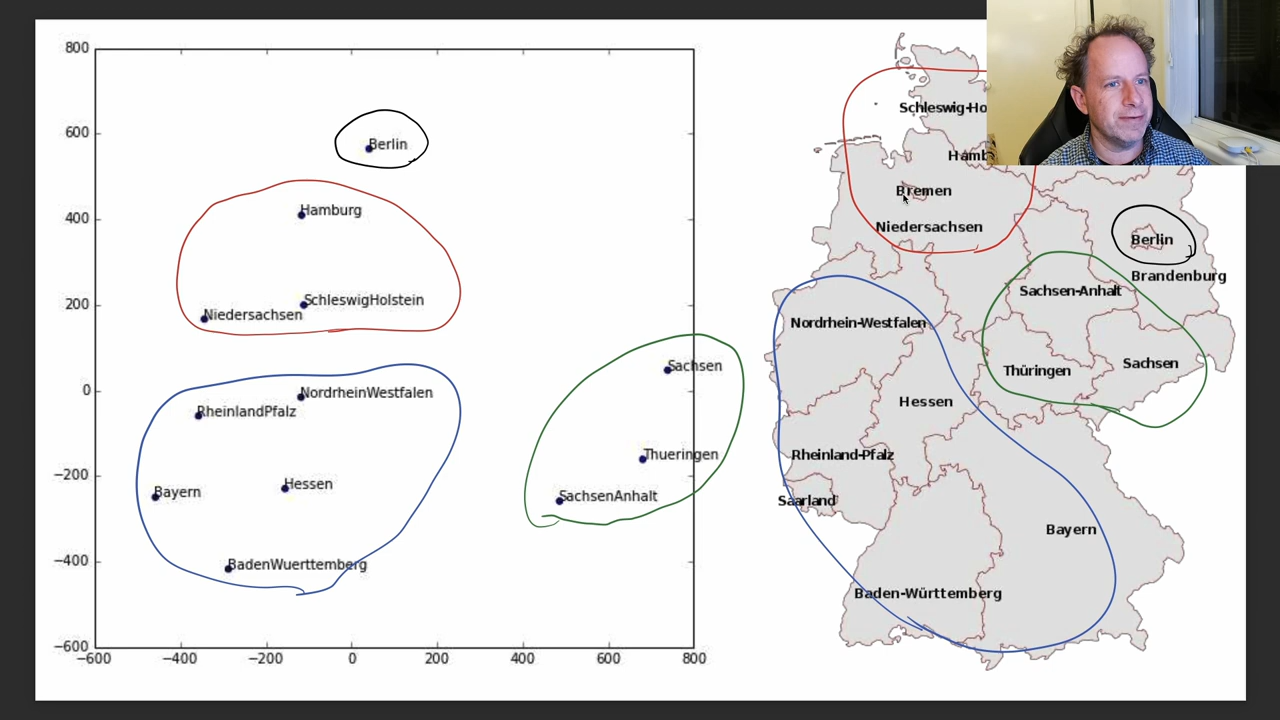 800
600
400
200
0
−200
−400
−600
−600
−400
−200
0
200
400
600
800
Berlin
Hamburg
SchleswigHolstein
Niedersachsen
NordrheinWestfalen
RheinlandPfalz
Hessen
Bayern
BadenWuerttemberg
Sachsen
Thueringen
SachsenAnhalt
Schleswig-Ho
Hamb
Bremen
Niedersachsen
Berlin
Brandenburg
Sachsen-Anhalt
Nordrhein-Westfalen
Sachsen
Thüringen
Hessen
Rheinland-Pfalz
Saarland
Bayern
Baden-Württemberg